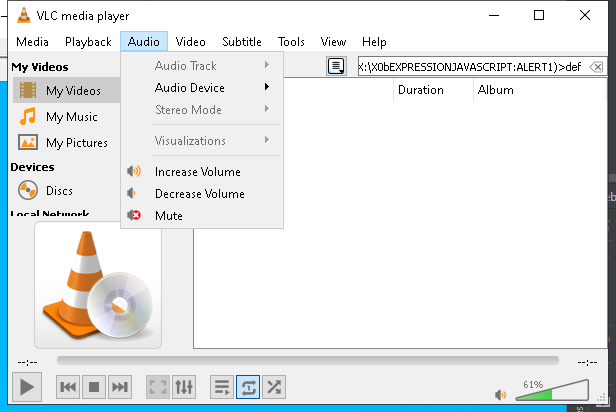 VLC media player
Media Playback Audio Video Subtitle Tools View Help
My Videos
My Videos
My Music
My Pictures
Devices
Discs
Local Network
Audio Track
Audio Device
Stereo Mode
Visualizations
Increase Volume
Decrease Volume
Mute
X:\X0bEXPRESSIONJAVASCRIPT:ALERT1)>def
Duration Album
--:-- --:--
61%